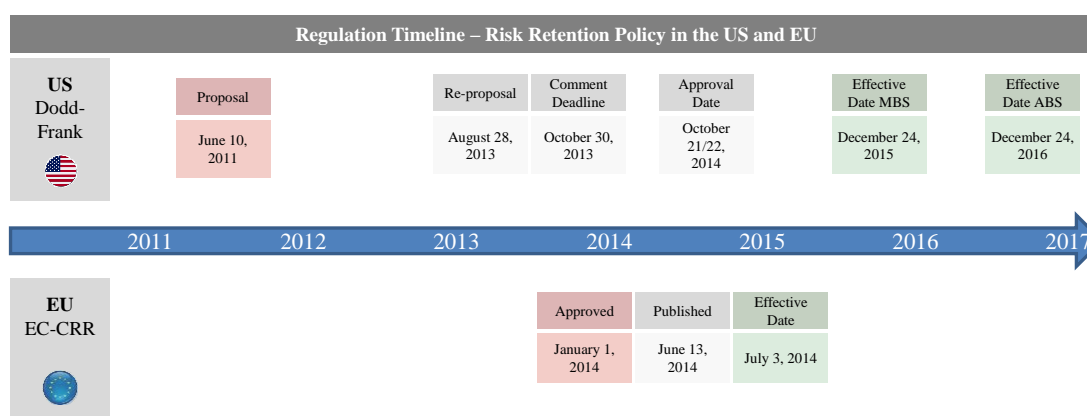 Regulation Timeline – Risk Retention Policy in the US and EU
US
Dodd-
Frank
Proposal
June 10,
2011
Re-proposal
August 28,
2013
Comment
Deadline
October 30,
2013
Approval
Date
October
21/22,
2014
Effective
Date MBS
December 24,
2015
Effective
Date ABS
December 24,
2016
2011 2012 2013 2014 2015 2016 2017
EU
EC-CRR
Approved
January 1,
2014
Published
June 13,
2014
Effective
Date
July 3, 2014